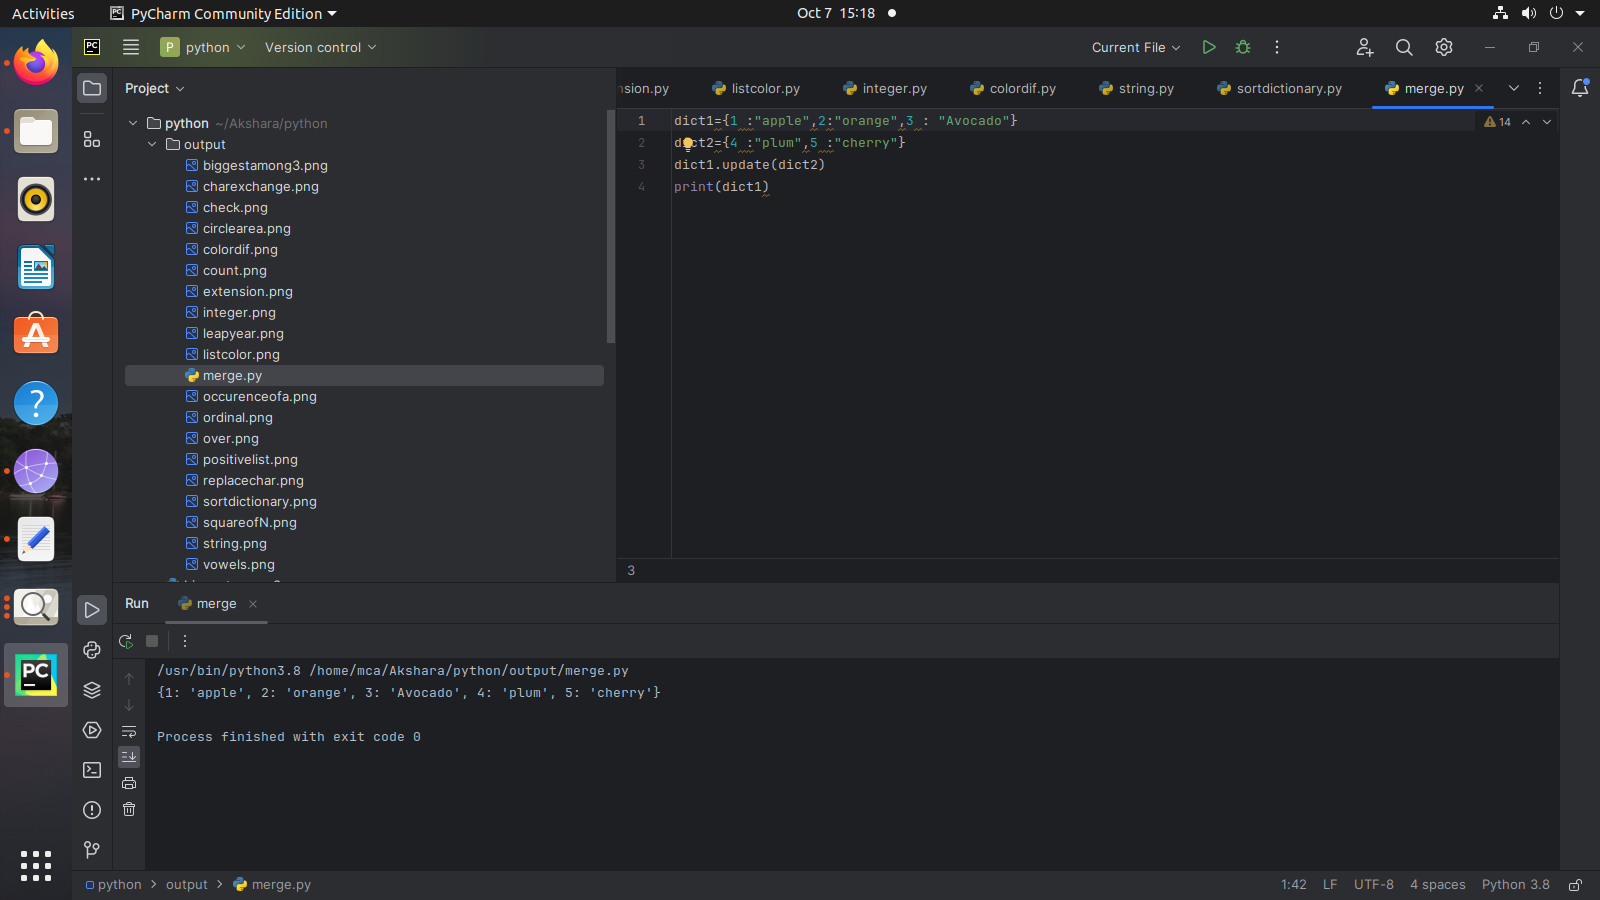 Activities PyCharm Community Edition Oct 7 15:18
PC P python Version control Current File
Project nsion.py listcolor.py integer.py colordif.py string.py sortdictionary.py merge.py
python ~/Akshara/python
output
biggestamong3.png
charexchange.png
check.png
circlearea.png
colordif.png
count.png
extension.png
integer.png
leapyear.png
listcolor.png
merge.py
occurenceofa.png
ordinal.png
over.png
positivelist.png
replacechar.png
sortdictionary.png
squareofN.png
string.png
vowels.png
1 dict1={1 :"apple",2:"orange",3 : "Avocado"} 14
2 dict2={4 :"plum",5 :"cherry"}
3 dict1.update(dict2)
4 print(dict1)
3
Run merge
/usr/bin/python3.8 /home/mca/Akshara/python/output/merge.py
{1: 'apple', 2: 'orange', 3: 'Avocado', 4: 'plum', 5: 'cherry'}
Process finished with exit code 0
PC
python output merge.py 1:42 LF UTF-8 4 spaces Python 3.8